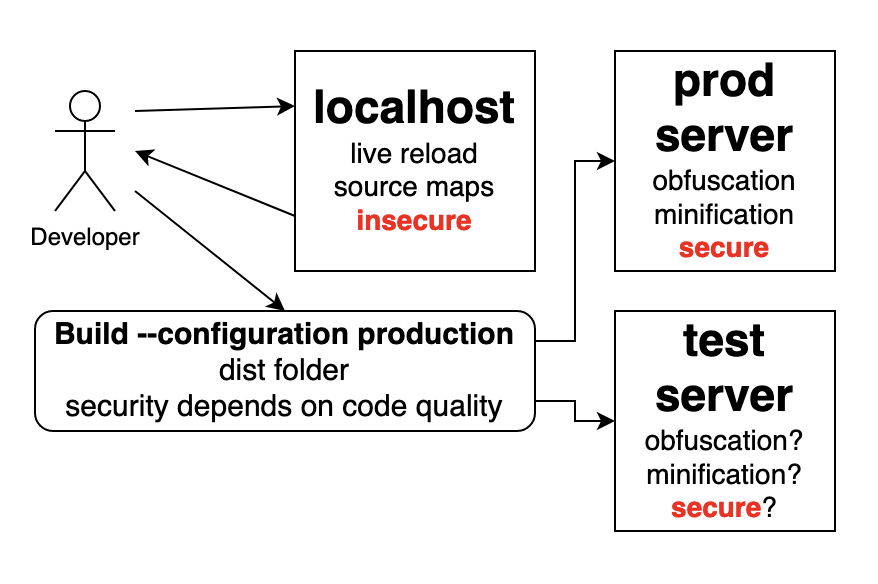 Developer
localhost
live reload
source maps
insecure
prod
server
obfuscation
minification
secure
Build --configuration production
dist folder
security depends on code quality
test
server
obfuscation?
minification?
secure?